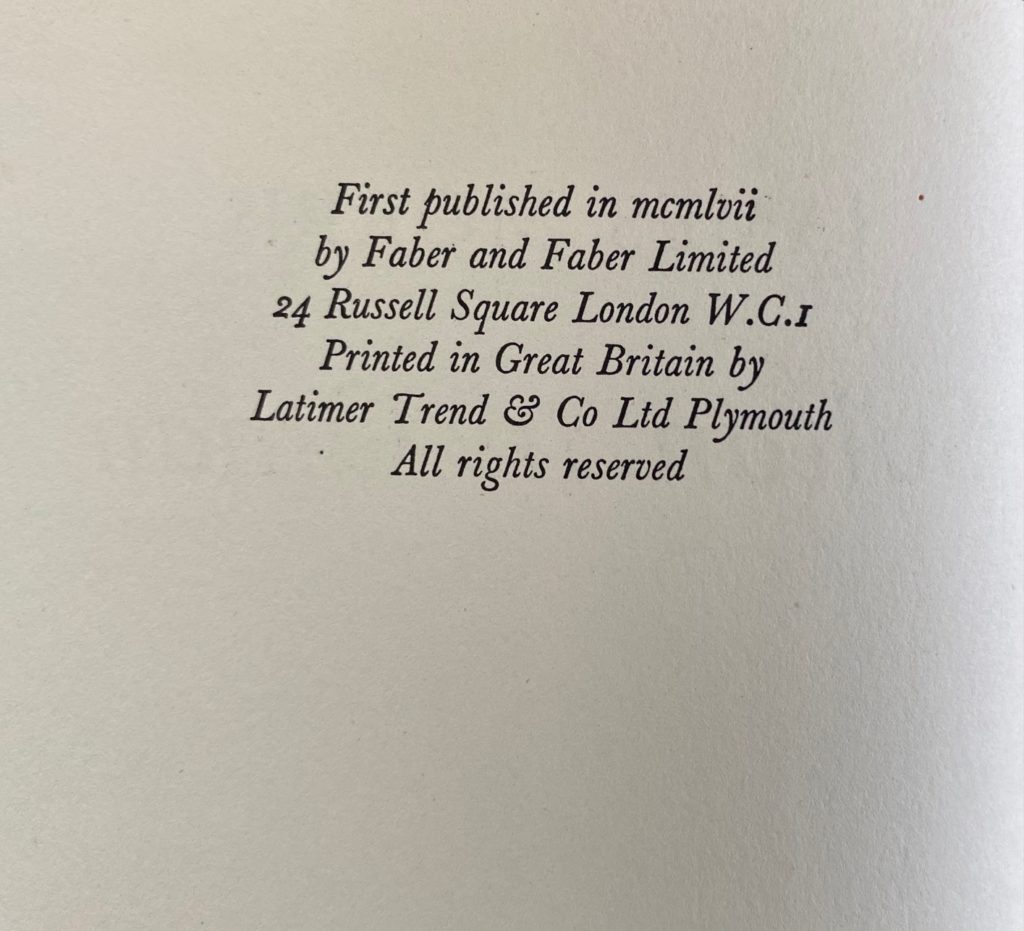 First published in mcmlvii
by Faber and Faber Limited
24 Russell Square London W.C.1
Printed in Great Britain by
Latimer Trend & Co Ltd Plymouth
All rights reserved